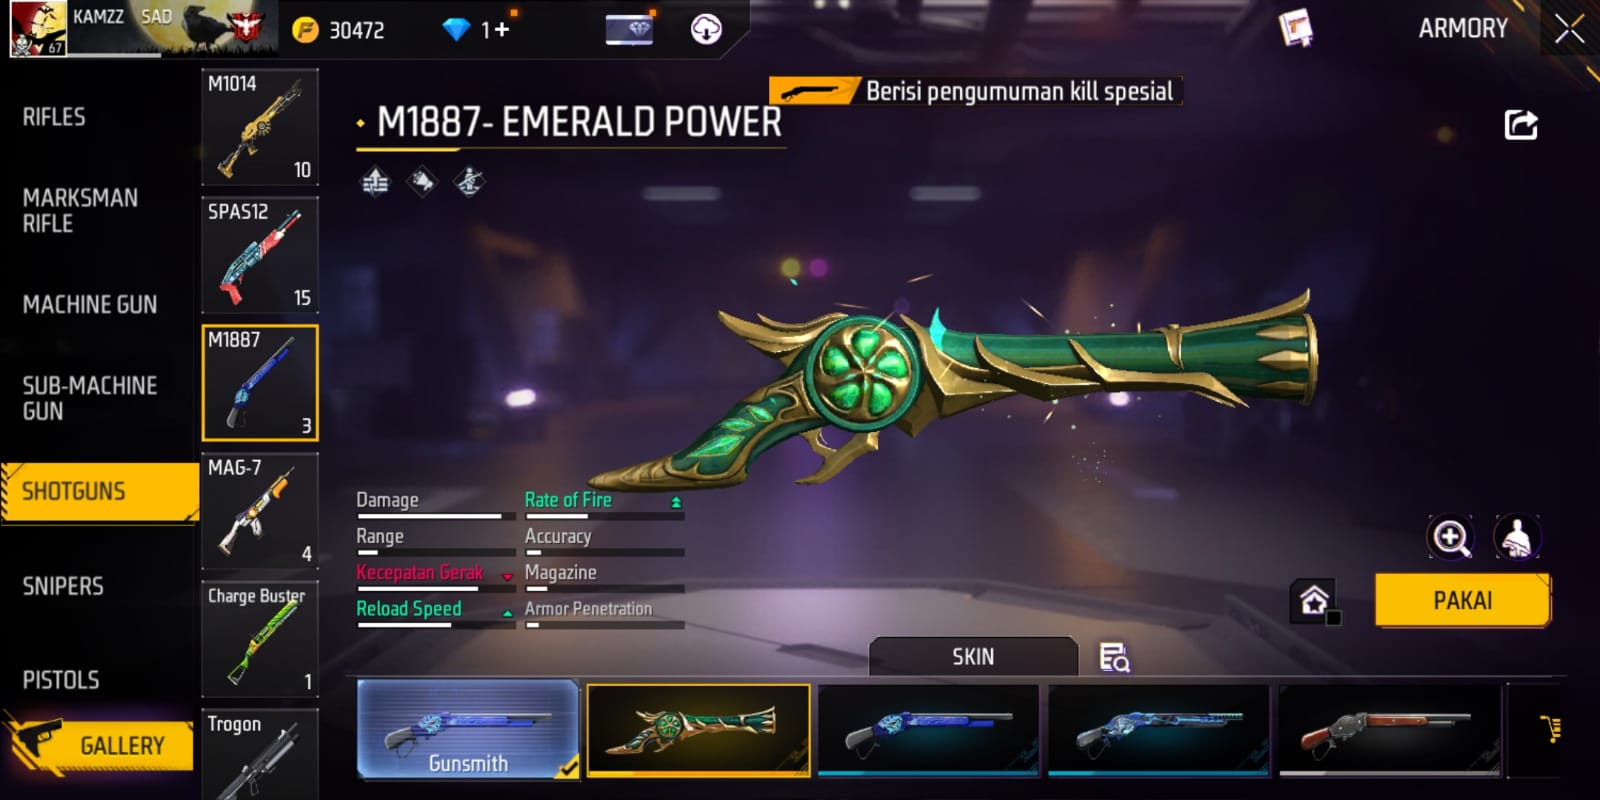 KAMZZ SAD
67
30472
1+
ARMORY
RIFLES
MARKSMAN
RIFLE
MACHINE GUN
SUB-MACHINE
GUN
SHOTGUNS
SNIPERS
PISTOLS
GALLERY
M1014
10
SPAS12
15
M1887
3
MAG-7
4
Charge Buster
1
Trogon
Berisi pengumuman kill spesial
M1887- EMERALD POWER
Damage
Rate of Fire
Range
Accuracy
Kecepatan Gerak
Magazine
Reload Speed
Armor Penetration
PAKAI
SKIN
Gunsmith